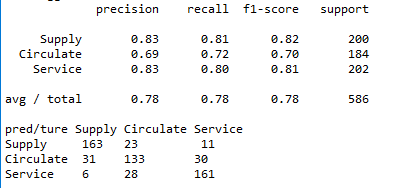 precision recall f1-score support
Supply 0.83 0.81 0.82 200
Circulate 0.69 0.72 0.70 184
Service 0.83 0.80 0.81 202
avg / total 0.78 0.78 0.78 586
pred/ture Supply Circulate Service
Supply 163 23 11
Circulate 31 133 30
Service 6 28 161